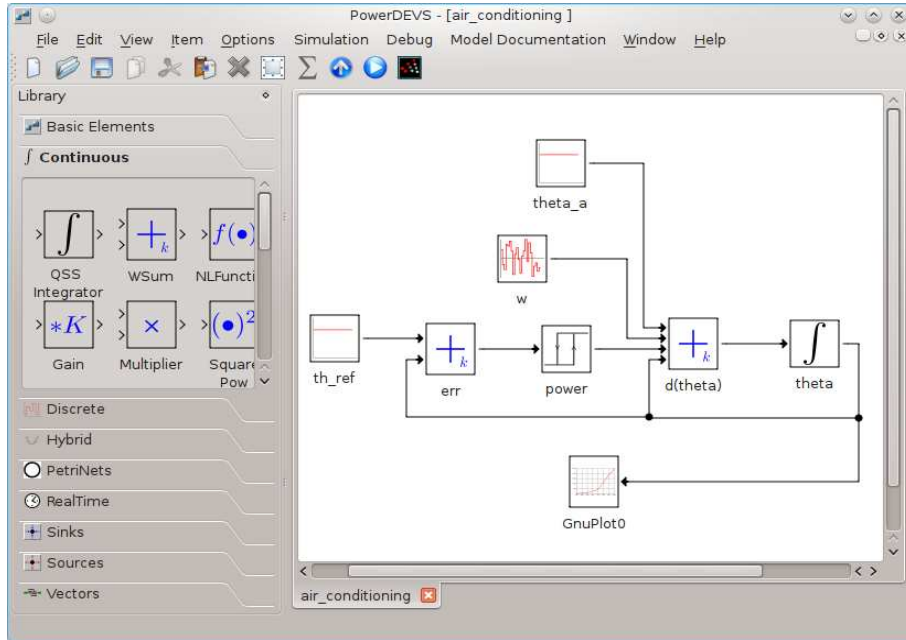 PowerDEVS - [air_conditioning ]
File Edit View Item Options Simulation Debug Model Documentation Window Help
Library
Basic Elements
∫ Continuous
∫
+k
f(•)
QSS Integrator
WSum
NLFuncti
*K
×
(•)²
Gain
Multiplier
Square Pow
Discrete
Hybrid
PetriNets
RealTime
Sinks
Sources
Vectors
theta_a
w
th_ref
+k
err
power
+k
d(theta)
∫
theta
GnuPlot0
air_conditioning